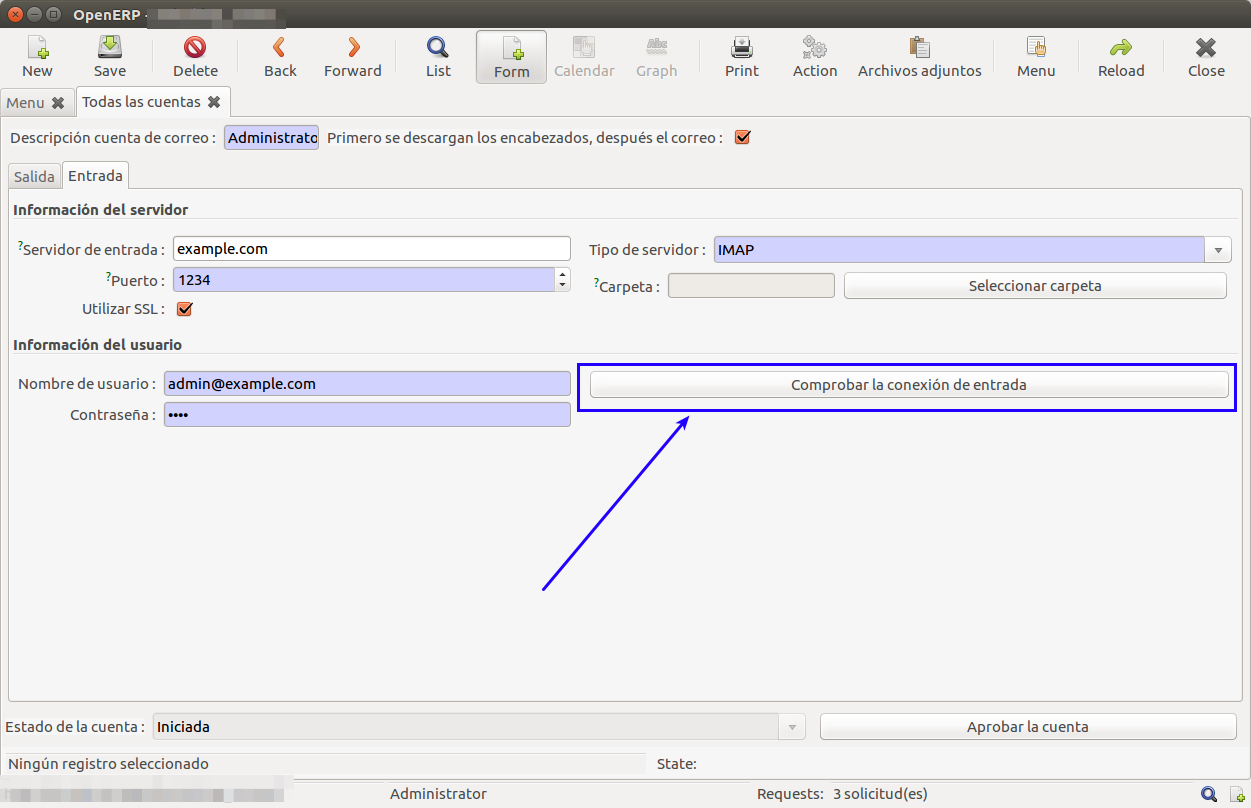 OpenERP -
New Save Delete Back Forward List Form Calendar Abc Graph Print Action Archivos adjuntos Menu Reload Close
Menu Todas las cuentas
Descripción cuenta de correo : Administrato Primero se descargan los encabezados, después el correo :
Salida Entrada
Información del servidor
? Servidor de entrada : example.com Tipo de servidor : IMAP
? Puerto : 1234 ? Carpeta : Seleccionar carpeta
Utilizar SSL :
Información del usuario
Nombre de usuario : admin@example.com Comprobar la conexión de entrada
Contraseña : ••••
Estado de la cuenta : Iniciada Aprobar la cuenta
Ningún registro seleccionado State:
Administrator Requests: 3 solicitud(es)